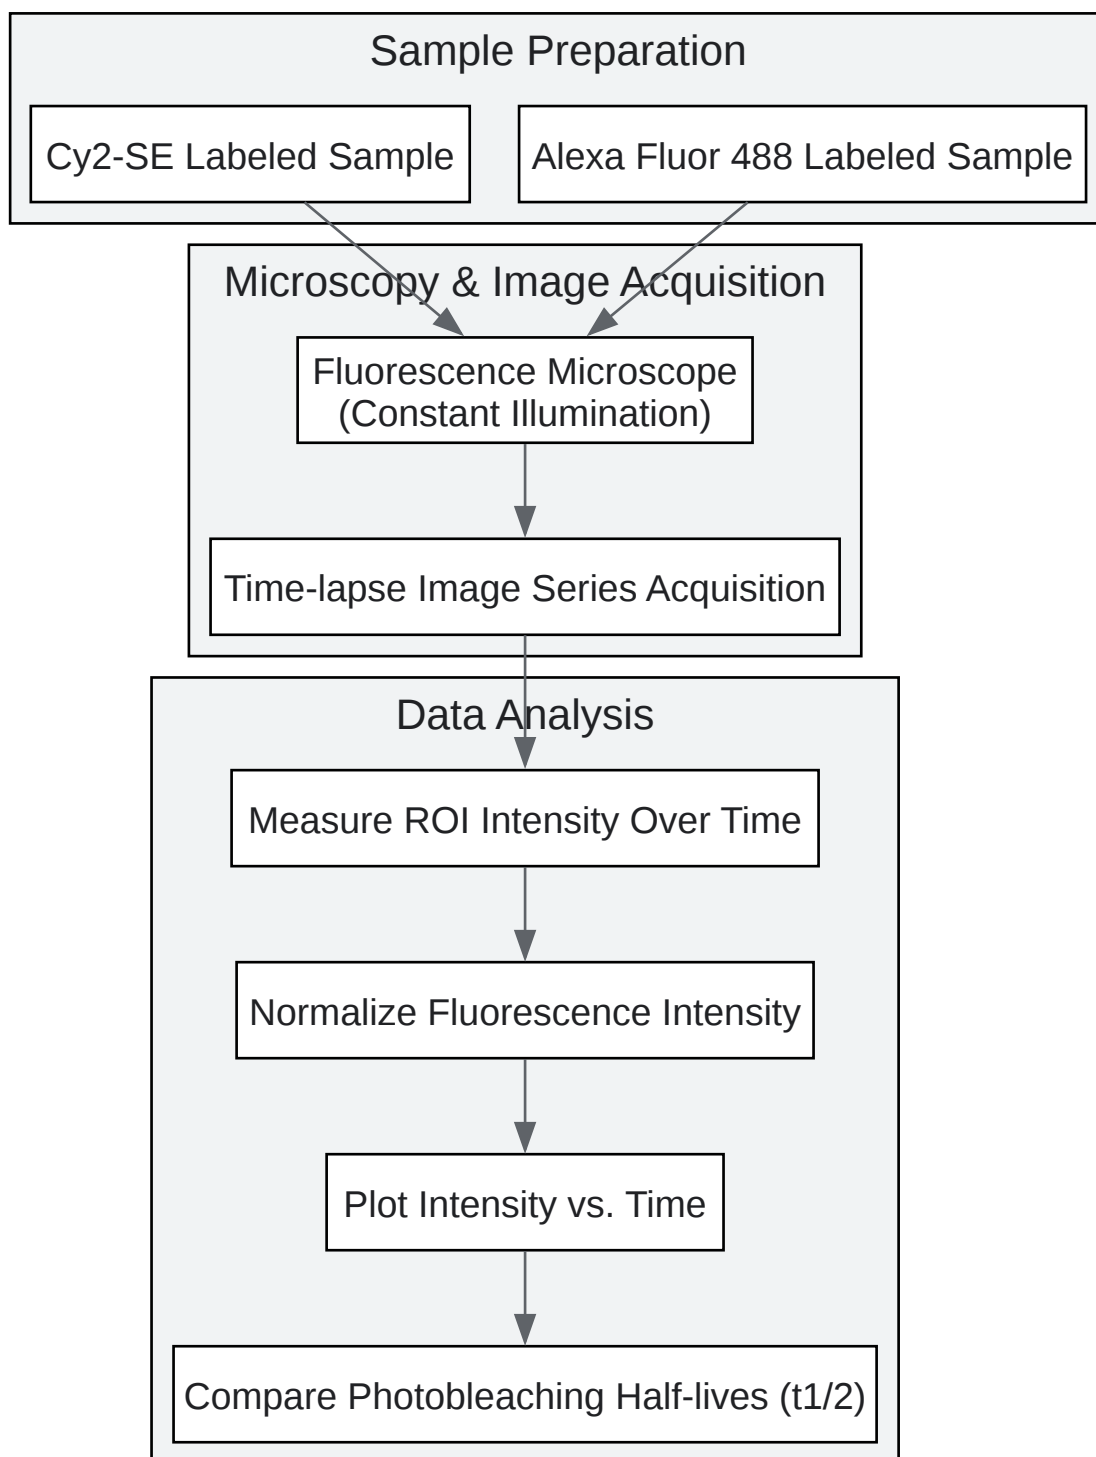 Sample Preparation
Cy2-SE Labeled Sample
Alexa Fluor 488 Labeled Sample
Microscopy & Image Acquisition
Fluorescence Microscope
(Constant Illumination)
Time-lapse Image Series Acquisition
Data Analysis
Measure ROI Intensity Over Time
Normalize Fluorescence Intensity
Plot Intensity vs. Time
Compare Photobleaching Half-lives (t1/2)